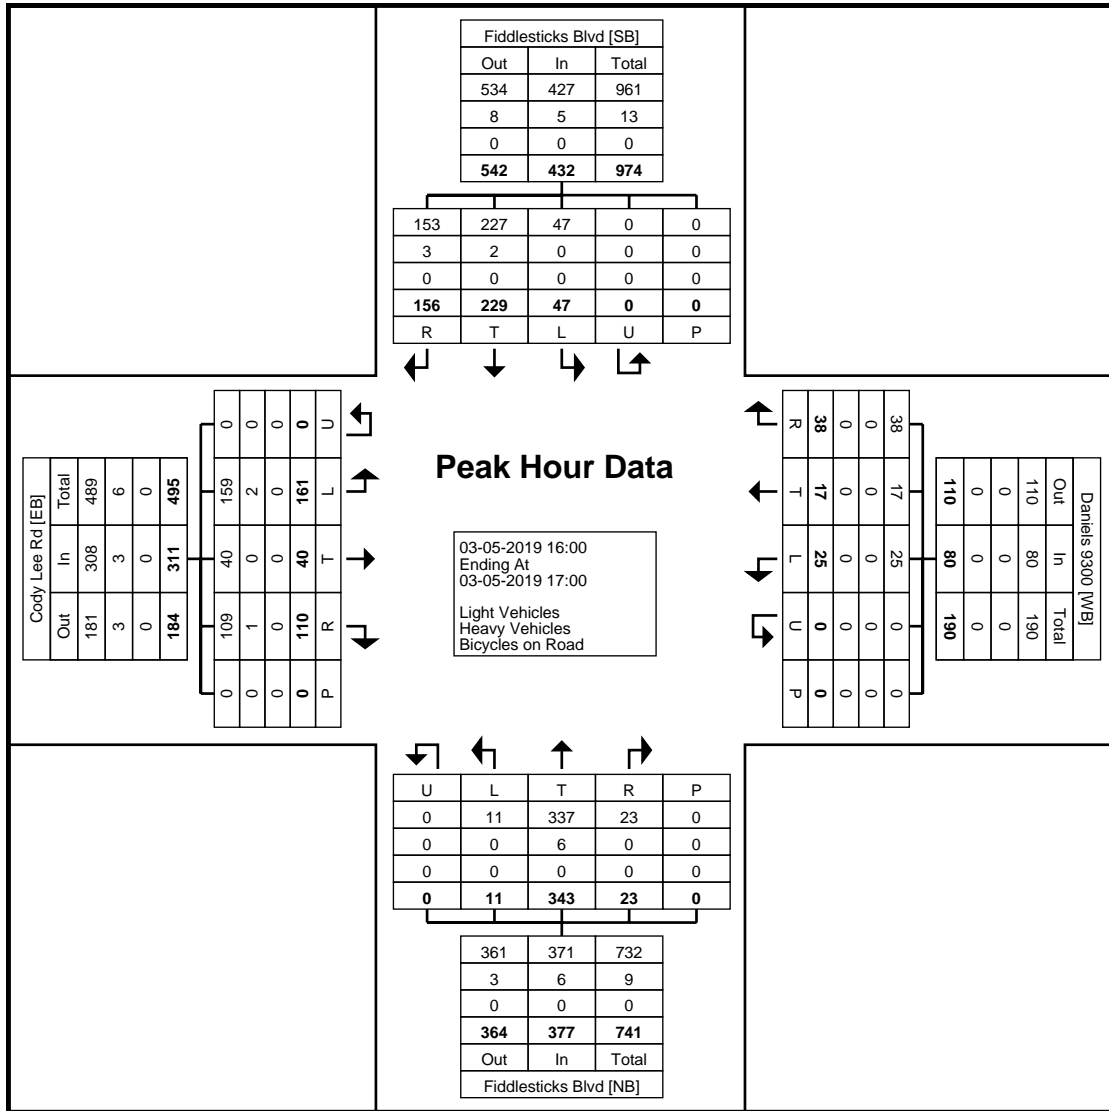 Fiddlesticks Blvd [SB]
Out In Total
534 427 961
8 5 13
0 0 0
542 432 974
153 227 47 0 0
3 2 0 0 0
0 0 0 0 0
156 229 47 0 0
R T L U P
Cody Lee Rd [EB]
Total In Out
489 308 181
6 3 3
0 0 0
495 311 184
0 159 40 109 0
0 2 0 1 0
0 0 0 0 0
0 161 40 110 0
U L T R P
Peak Hour Data
03-05-2019 16:00
Ending At
03-05-2019 17:00
Light Vehicles
Heavy Vehicles
Bicycles on Road
R T L U P
38 17 25 0 0
0 0 0 0 0
0 0 0 0 0
38 17 25 0 0
Daniels 9300 [WB]
Out In Total
110 80 190
0 0 0
0 0 0
110 80 190
U L T R P
0 11 337 23 0
0 0 6 0 0
0 0 0 0 0
0 11 343 23 0
361 371 732
3 6 9
0 0 0
364 377 741
Out In Total
Fiddlesticks Blvd [NB]